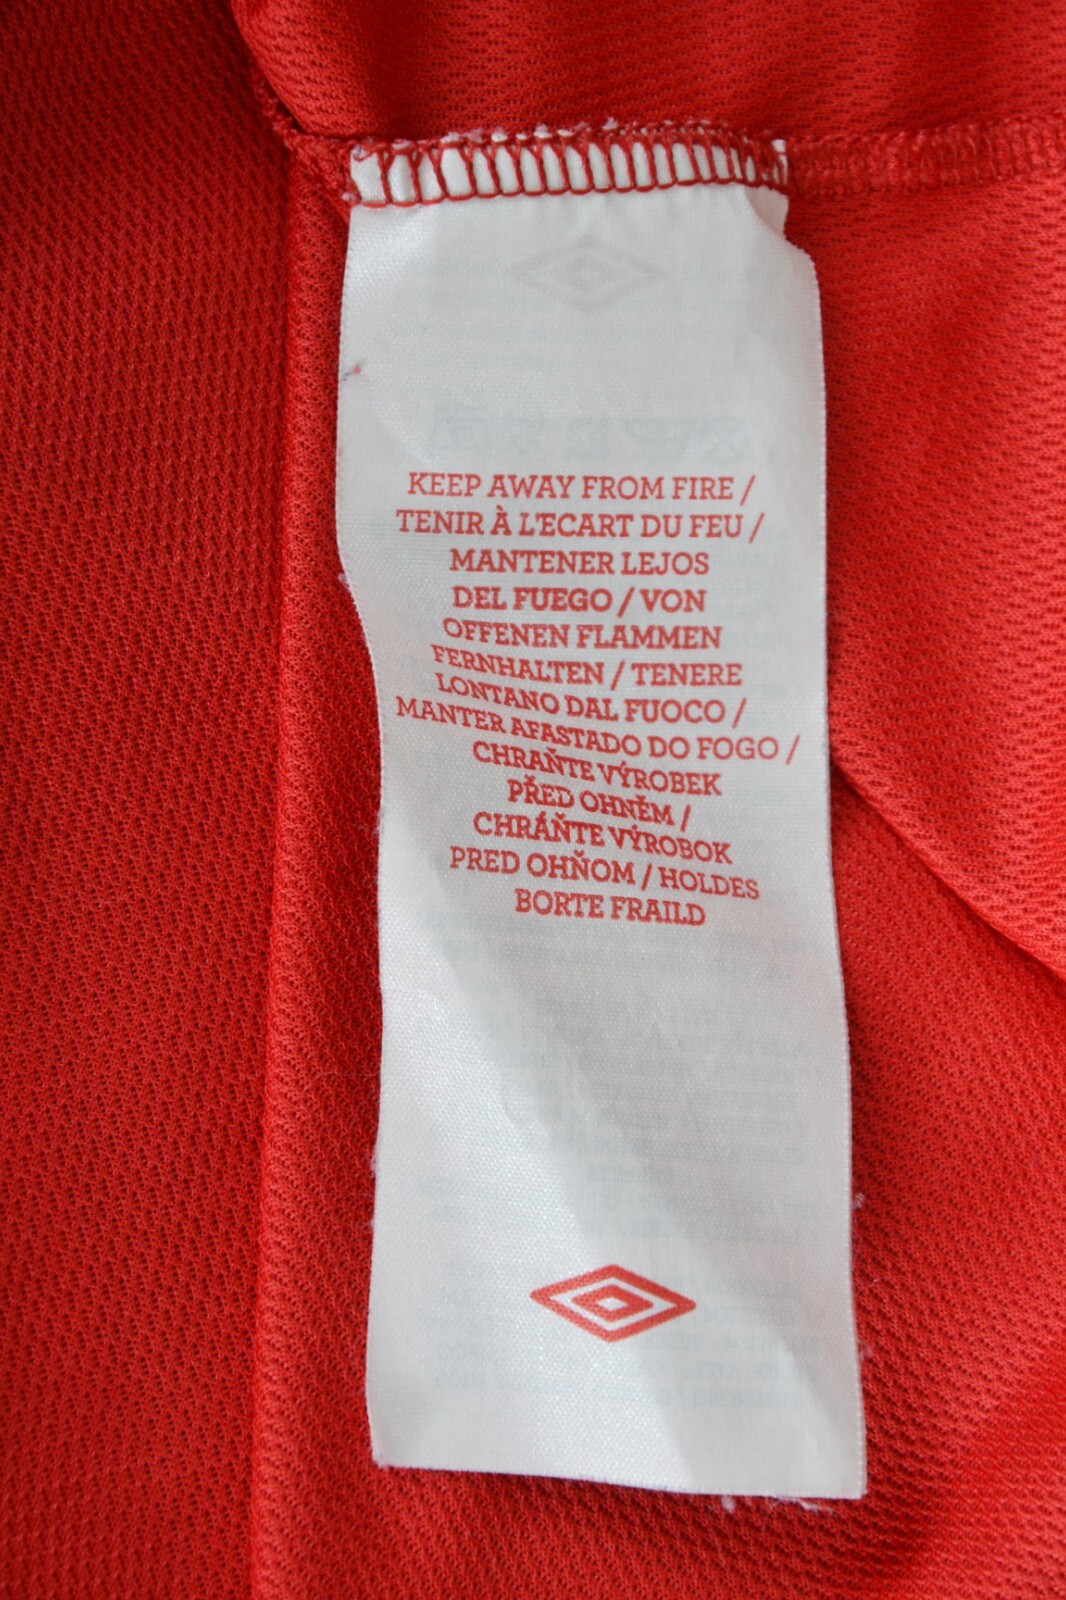 KEEP AWAY FROM FIRE /
TENIR À L'ECART DU FEU /
MANTENER LEJOS
DEL FUEGO / VON
OFFENEN FLAMMEN
FERNHALTEN / TENERE
LONTANO DAL FUOCO /
MANTER AFASTADO DO FOGO /
CHRAŇTE VÝROBEK
PŘED OHNĚM /
CHRÁŇTE VÝROBOK
PRED OHŇOM / HOLDES
BORTE FRAILD